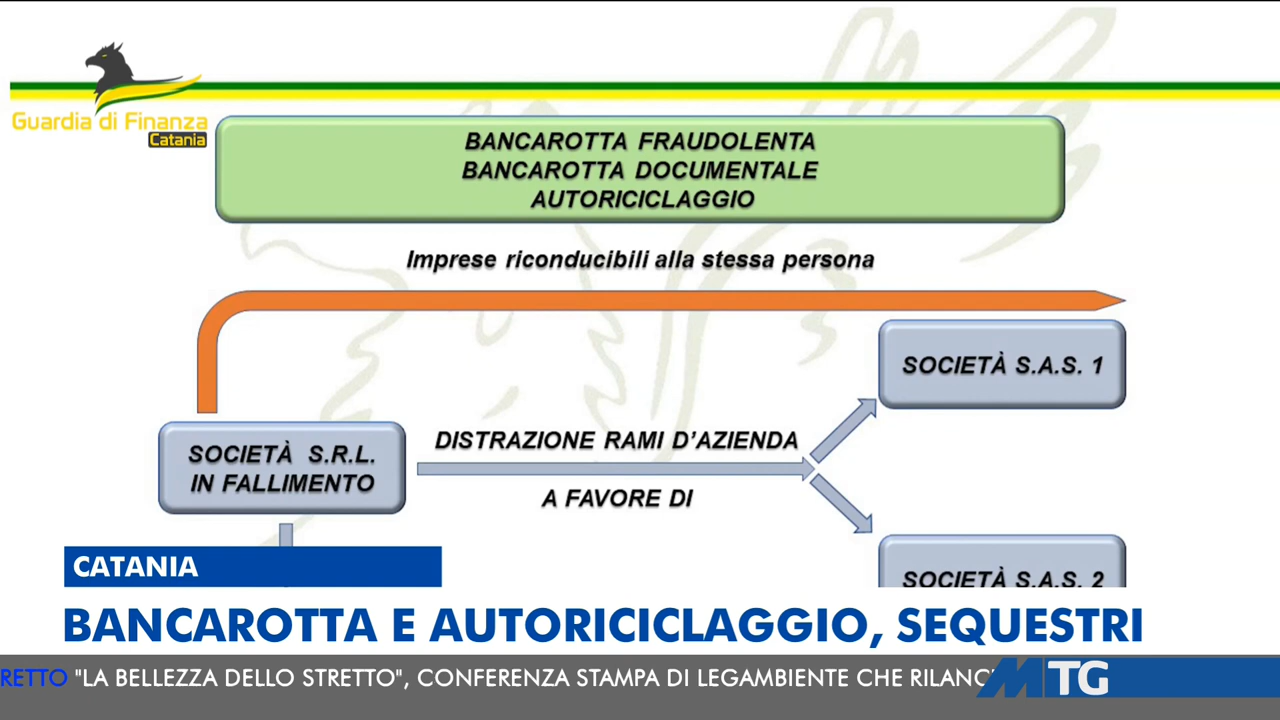 Guardia di Finanza
Catania
BANCAROTTA FRAUDOLENTA
BANCAROTTA DOCUMENTALE
AUTORICICLAGGIO
Imprese riconducibili alla stessa persona
SOCIETÀ S.A.S. 1
DISTRAZIONE RAMI D'AZIENDA
A FAVORE DI
SOCIETÀ S.R.L.
IN FALLIMENTO
SOCIETÀ S.A.S. 2
CATANIA
BANCAROTTA E AUTORICICLAGGIO, SEQUESTRI
RETTO "LA BELLEZZA DELLO STRETTO", CONFERENZA STAMPA DI LEGAMBIENTE CHE RILANC
MTG